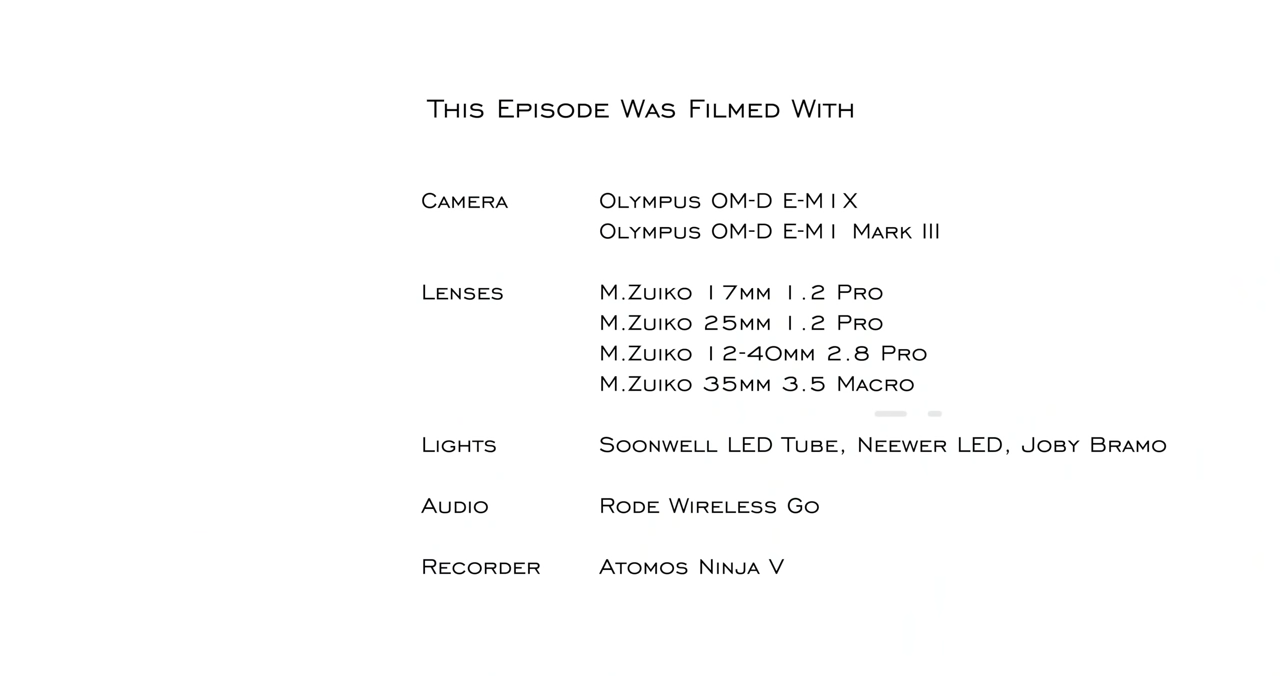 This Episode Was Filmed With
Camera Olympus OM-D E-M1X
Olympus OM-D E-M1 Mark III
Lenses M.Zuiko 17mm 1.2 Pro
M.Zuiko 25mm 1.2 Pro
M.Zuiko 12-40mm 2.8 Pro
M.Zuiko 35mm 3.5 Macro
Lights Soonwell LED Tube, Neewer LED, Joby Bramo
Audio Rode Wireless Go
Recorder Atomos Ninja V